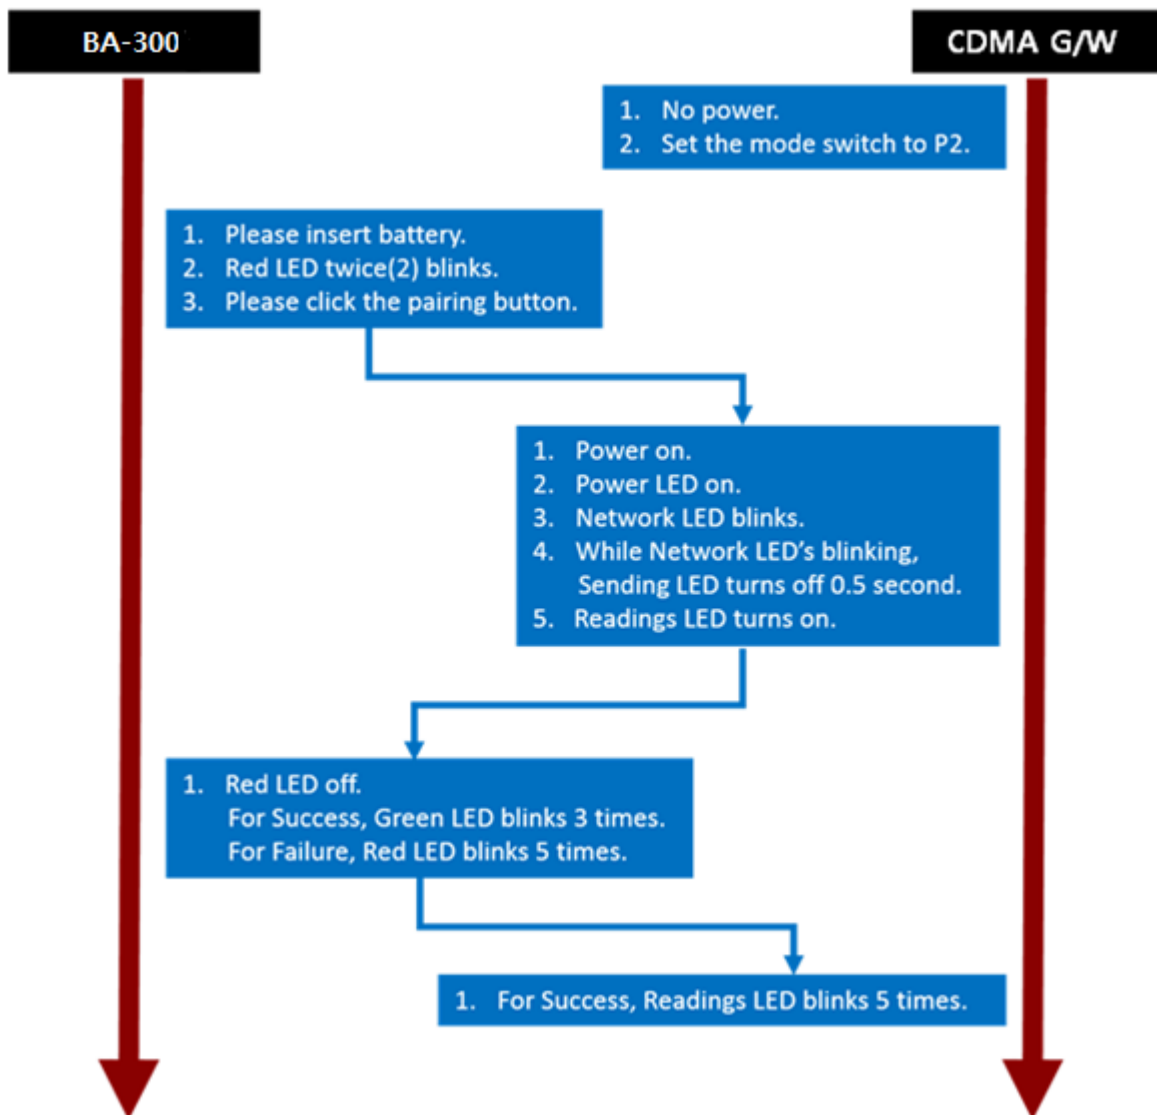 BA-300
CDMA G/W
1. No power.
2. Set the mode switch to P2.
1. Please insert battery.
2. Red LED twice(2) blinks.
3. Please click the pairing button.
1. Power on.
2. Power LED on.
3. Network LED blinks.
4. While Network LED’s blinking,
Sending LED turns off 0.5 second.
5. Readings LED turns on.
1. Red LED off.
For Success, Green LED blinks 3 times.
For Failure, Red LED blinks 5 times.
1. For Success, Readings LED blinks 5 times.